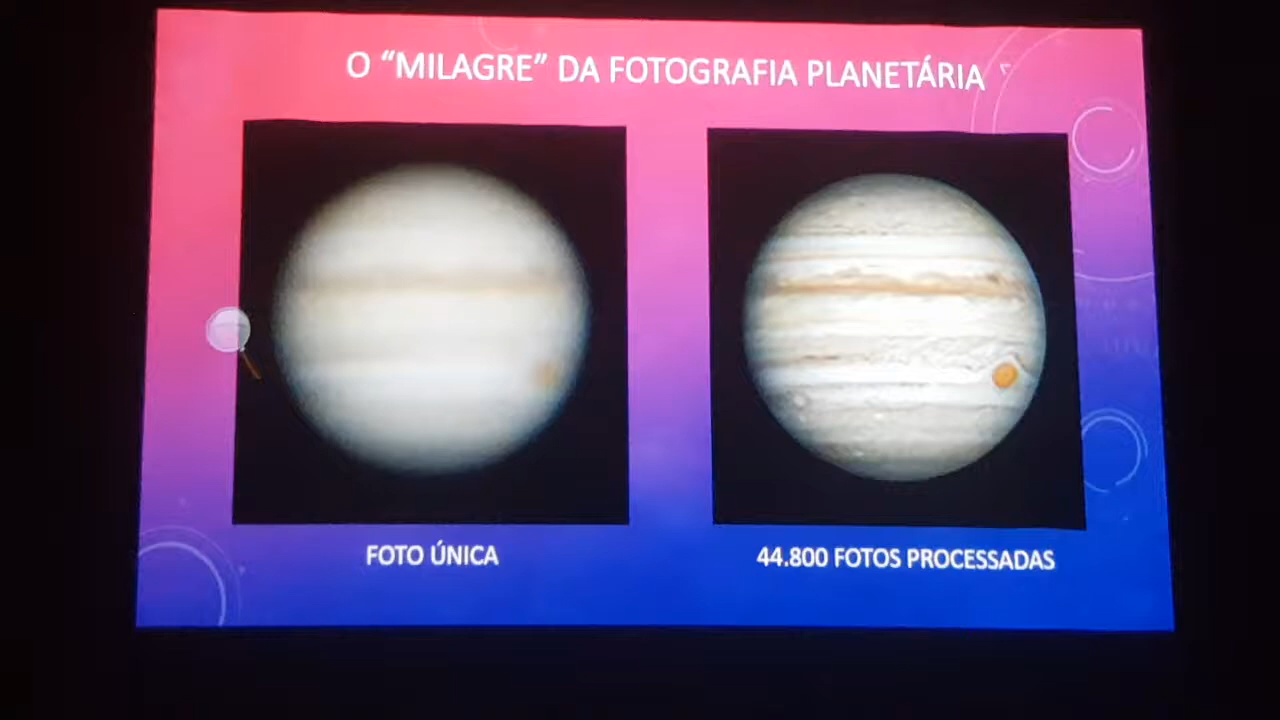 O “MILAGRE” DA FOTOGRAFIA PLANETÁRIA
FOTO ÚNICA
44.800 FOTOS PROCESSADAS